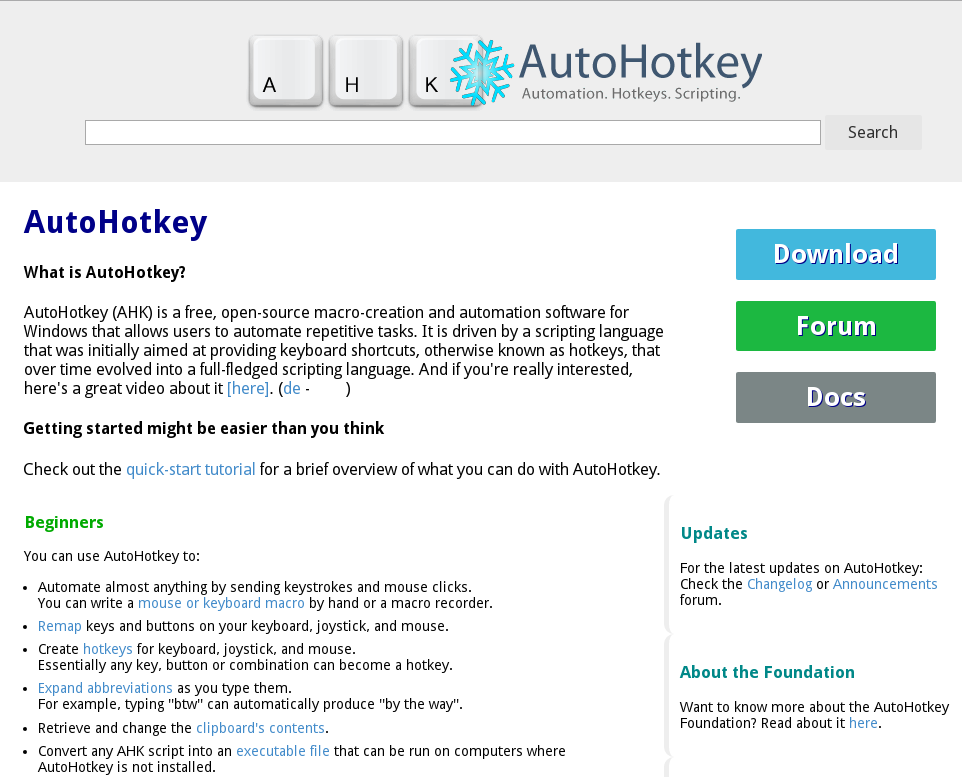 A H K AutoHotkey
Automation. Hotkeys. Scripting.
Search
AutoHotkey
Download
Forum
Docs
What is AutoHotkey?
AutoHotkey (AHK) is a free, open-source macro-creation and automation software for
Windows that allows users to automate repetitive tasks. It is driven by a scripting language
that was initially aimed at providing keyboard shortcuts, otherwise known as hotkeys, that
over time evolved into a full-fledged scripting language. And if you're really interested,
here's a great video about it [here]. (de - )
Getting started might be easier than you think
Check out the quick-start tutorial for a brief overview of what you can do with AutoHotkey.
Beginners
You can use AutoHotkey to:
• Automate almost anything by sending keystrokes and mouse clicks.
You can write a mouse or keyboard macro by hand or a macro recorder.
• Remap keys and buttons on your keyboard, joystick, and mouse.
• Create hotkeys for keyboard, joystick, and mouse.
Essentially any key, button or combination can become a hotkey.
• Expand abbreviations as you type them.
For example, typing "btw" can automatically produce "by the way".
• Retrieve and change the clipboard's contents.
• Convert any AHK script into an executable file that can be run on computers where
AutoHotkey is not installed.
Updates
For the latest updates on AutoHotkey:
Check the Changelog or Announcements
forum.
About the Foundation
Want to know more about the AutoHotkey
Foundation? Read about it here.